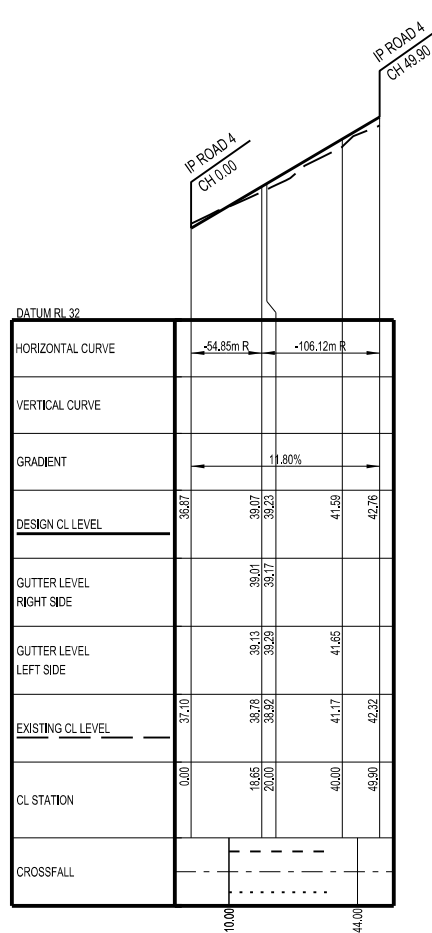 IP ROAD 4
CH 49.90
IP ROAD 4
CH 0.00
DATUM RL 32
HORIZONTAL CURVE
-54.85m R
-106.12m R
VERTICAL CURVE
GRADIENT
11.80%
DESIGN CL LEVEL
36.87
39.07
39.23
41.59
42.76
GUTTER LEVEL
RIGHT SIDE
39.01
39.17
GUTTER LEVEL
LEFT SIDE
39.13
39.29
41.65
EXISTING CL LEVEL
37.10
38.78
38.92
41.17
42.32
CL STATION
0.00
18.65
20.00
40.00
49.90
CROSSFALL
10.00
44.00